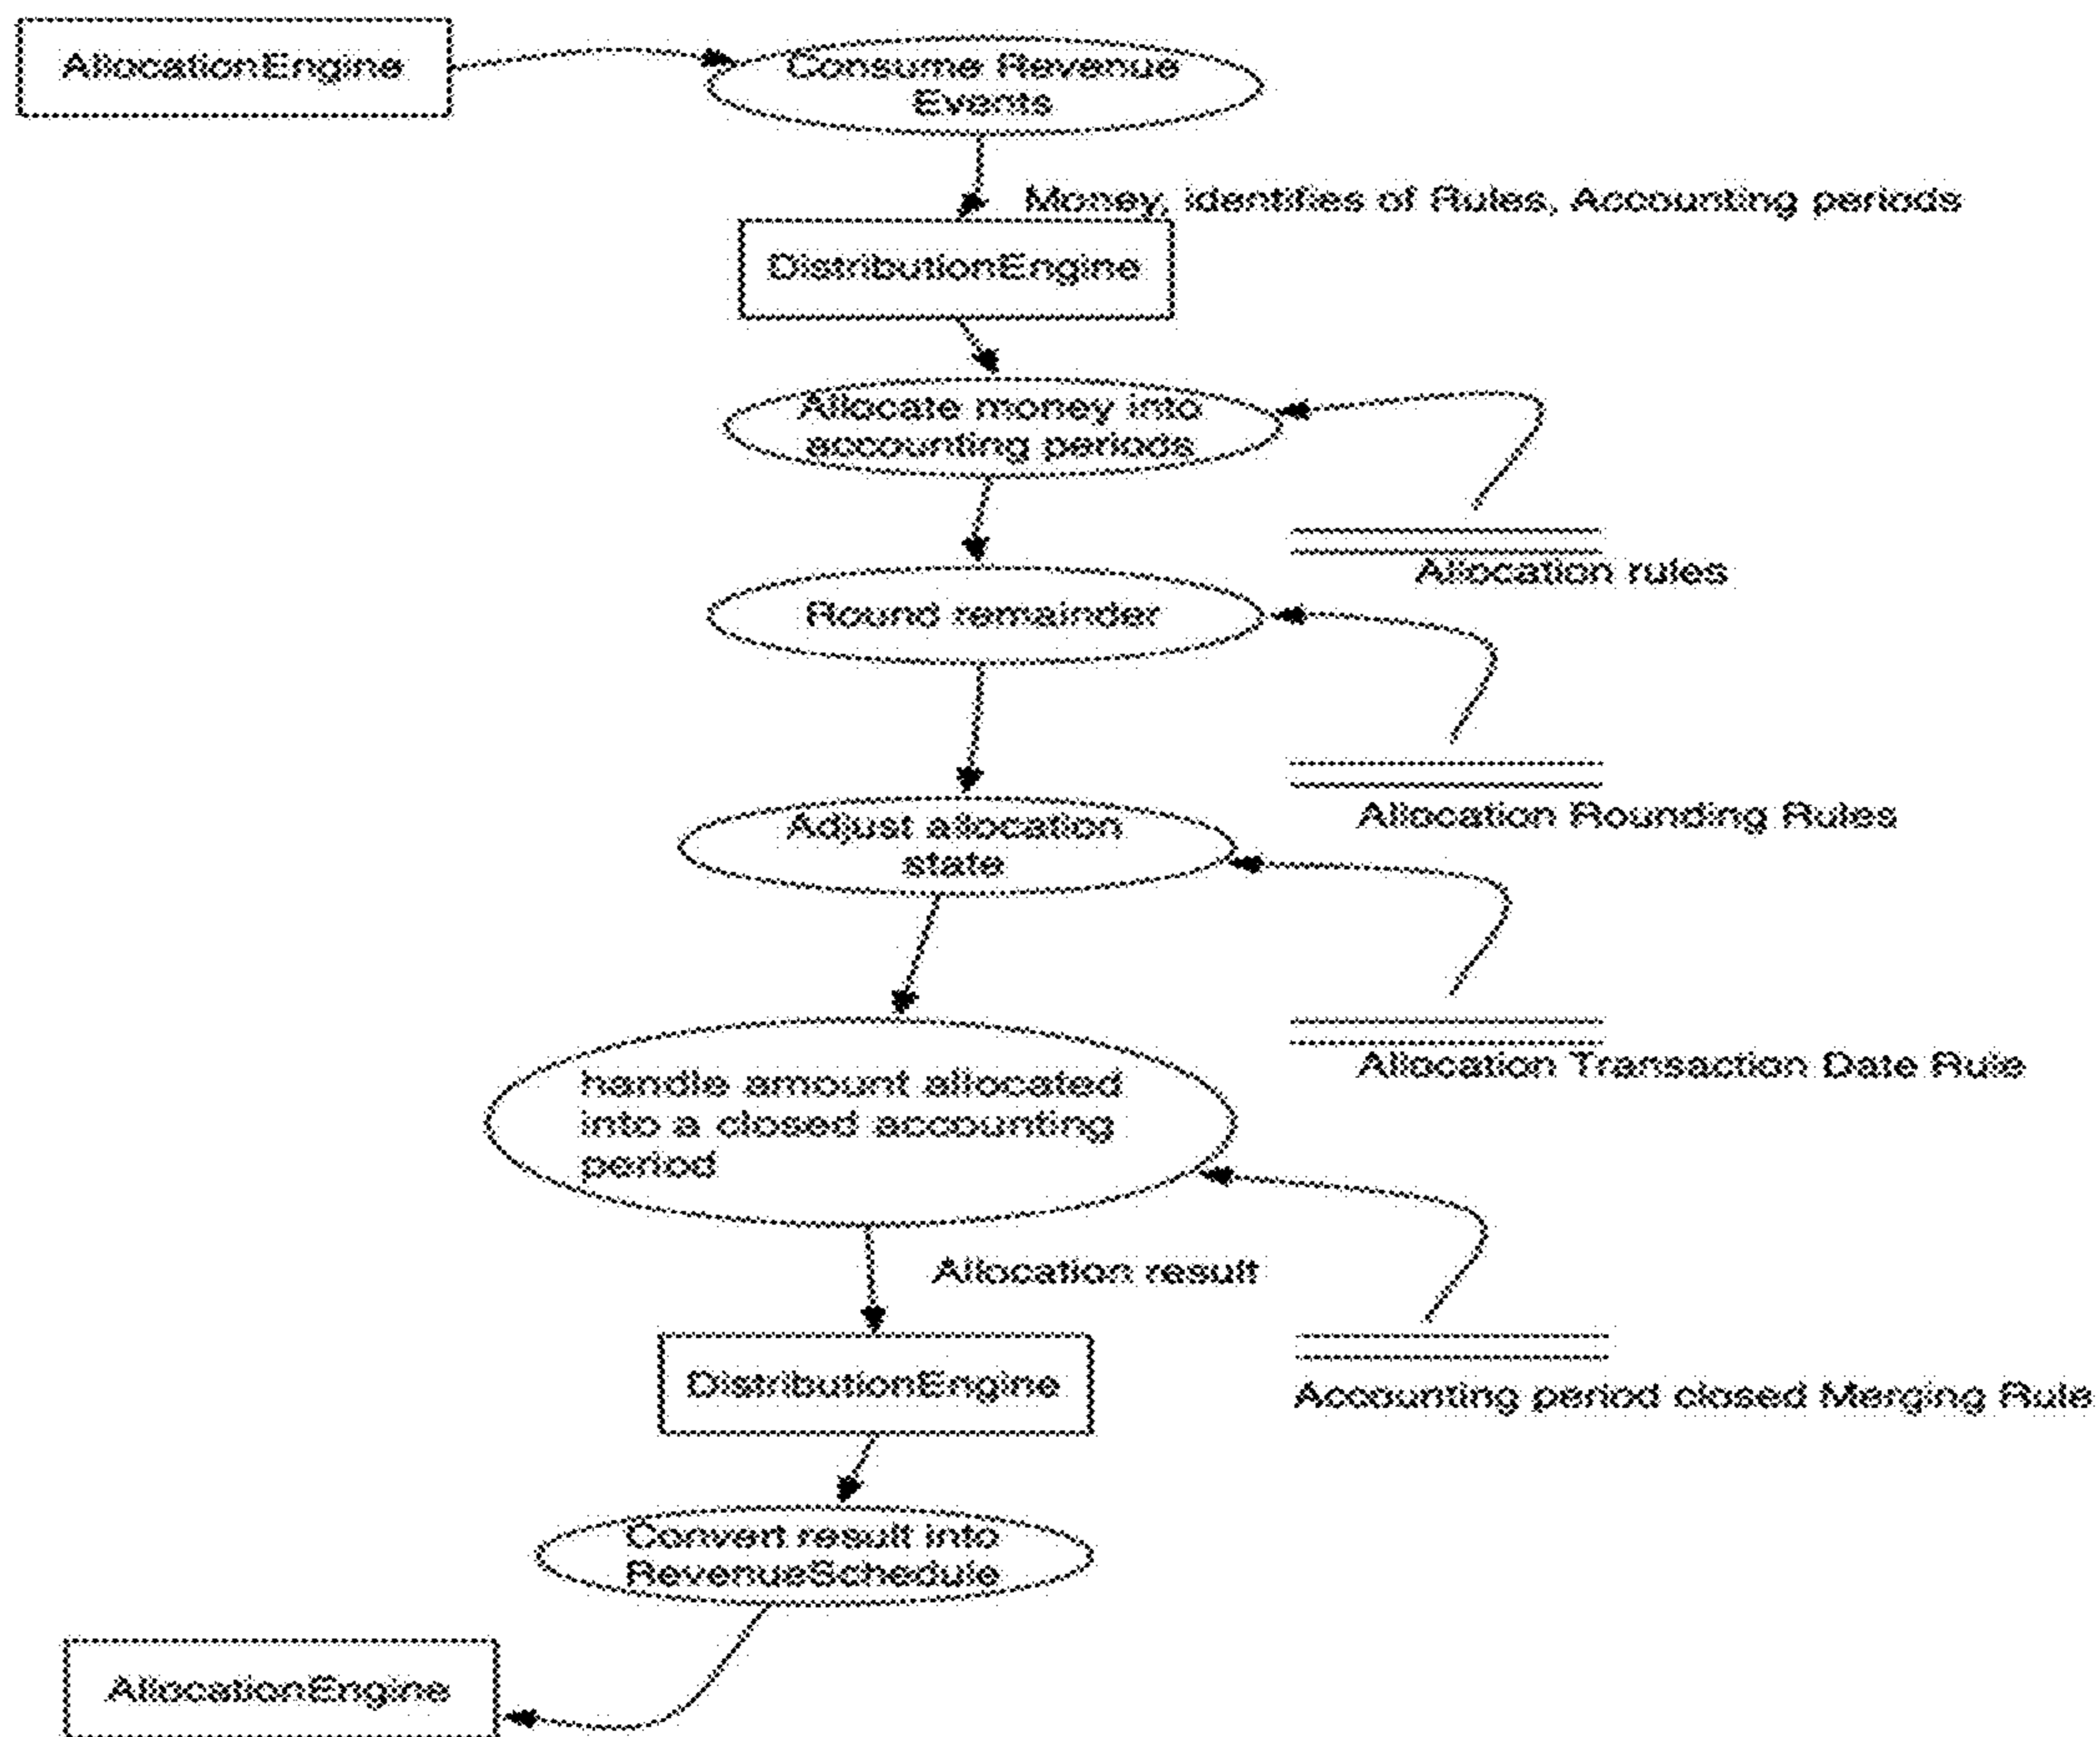 AllocationEngine
Consume Revenue
Events
Money, identifies of Rules, Accounting periods
DistributionEngine
Allocate money into
accounting periods
Allocation rules
Round remainder
Allocation Rounding Rules
Adjust allocation
state
Allocation Transaction Date Rule
handle amount allocated
into a closed accounting
period
Allocation result
DistributionEngine
Accounting period closed Merging Rule
Conven result into
RevenueSchedule
AllocationEngine